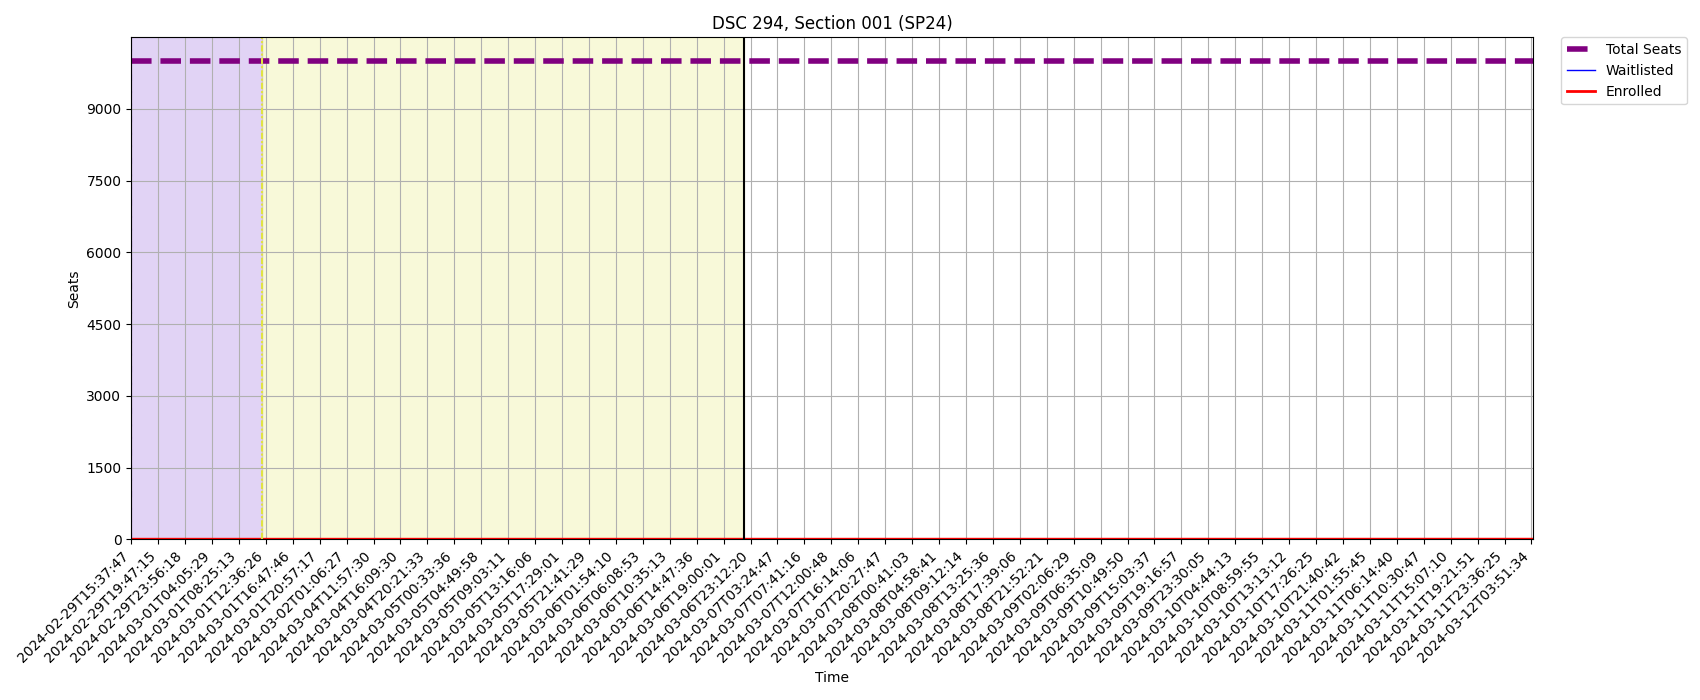 DSC 294, Section 001 (SP24)
Total Seats
Waitlisted
Enrolled
Seats
9000
7500
6000
4500
3000
1500
0
2024-02-29T15:37:47
2024-02-29T19:47:15
2024-02-29T23:56:18
2024-03-01T04:05:29
2024-03-01T08:25:13
2024-03-01T12:36:26
2024-03-01T16:47:46
2024-03-01T20:57:17
2024-03-02T01:06:27
2024-03-04T11:57:30
2024-03-04T16:09:30
2024-03-04T20:21:33
2024-03-05T00:33:36
2024-03-05T04:49:58
2024-03-05T09:03:11
2024-03-05T13:16:06
2024-03-05T17:29:01
2024-03-05T21:41:29
2024-03-06T01:54:10
2024-03-06T06:08:53
2024-03-06T10:35:13
2024-03-06T14:47:36
2024-03-06T19:00:01
2024-03-06T23:12:20
2024-03-07T03:24:47
2024-03-07T07:41:16
2024-03-07T12:00:48
2024-03-07T16:14:06
2024-03-07T20:27:47
2024-03-08T00:41:03
2024-03-08T04:58:41
2024-03-08T09:12:14
2024-03-08T13:25:36
2024-03-08T17:39:06
2024-03-08T21:52:21
2024-03-09T02:06:29
2024-03-09T06:35:09
2024-03-09T10:49:50
2024-03-09T15:03:37
2024-03-09T19:16:57
2024-03-09T23:30:05
2024-03-10T04:44:13
2024-03-10T08:59:55
2024-03-10T13:13:12
2024-03-10T17:26:25
2024-03-10T21:40:42
2024-03-11T01:55:45
2024-03-11T06:14:40
2024-03-11T10:30:47
2024-03-11T15:07:10
2024-03-11T19:21:51
2024-03-11T23:36:25
2024-03-12T03:51:34
Time